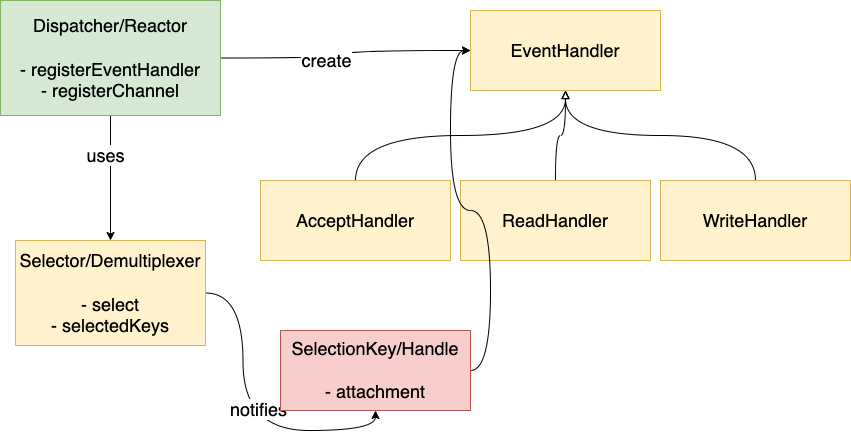 Dispatcher/Reactor
- registerEventHandler
- registerChannel
create
EventHandler
uses
AcceptHandler
ReadHandler
WriteHandler
Selector/Demultiplexer
- select
- selectedKeys
SelectionKey/Handle
- attachment
notifies